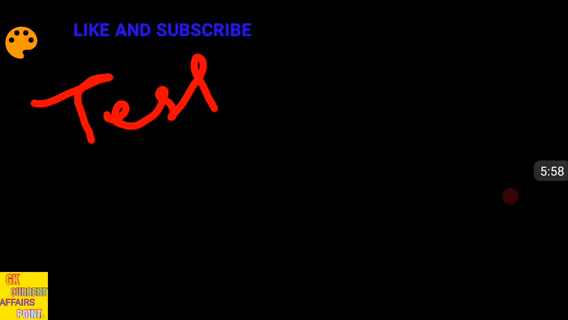 LIKE AND SUBSCRIBE
Test
5:58
GK
CURRENT
AFFAIRS
POINT